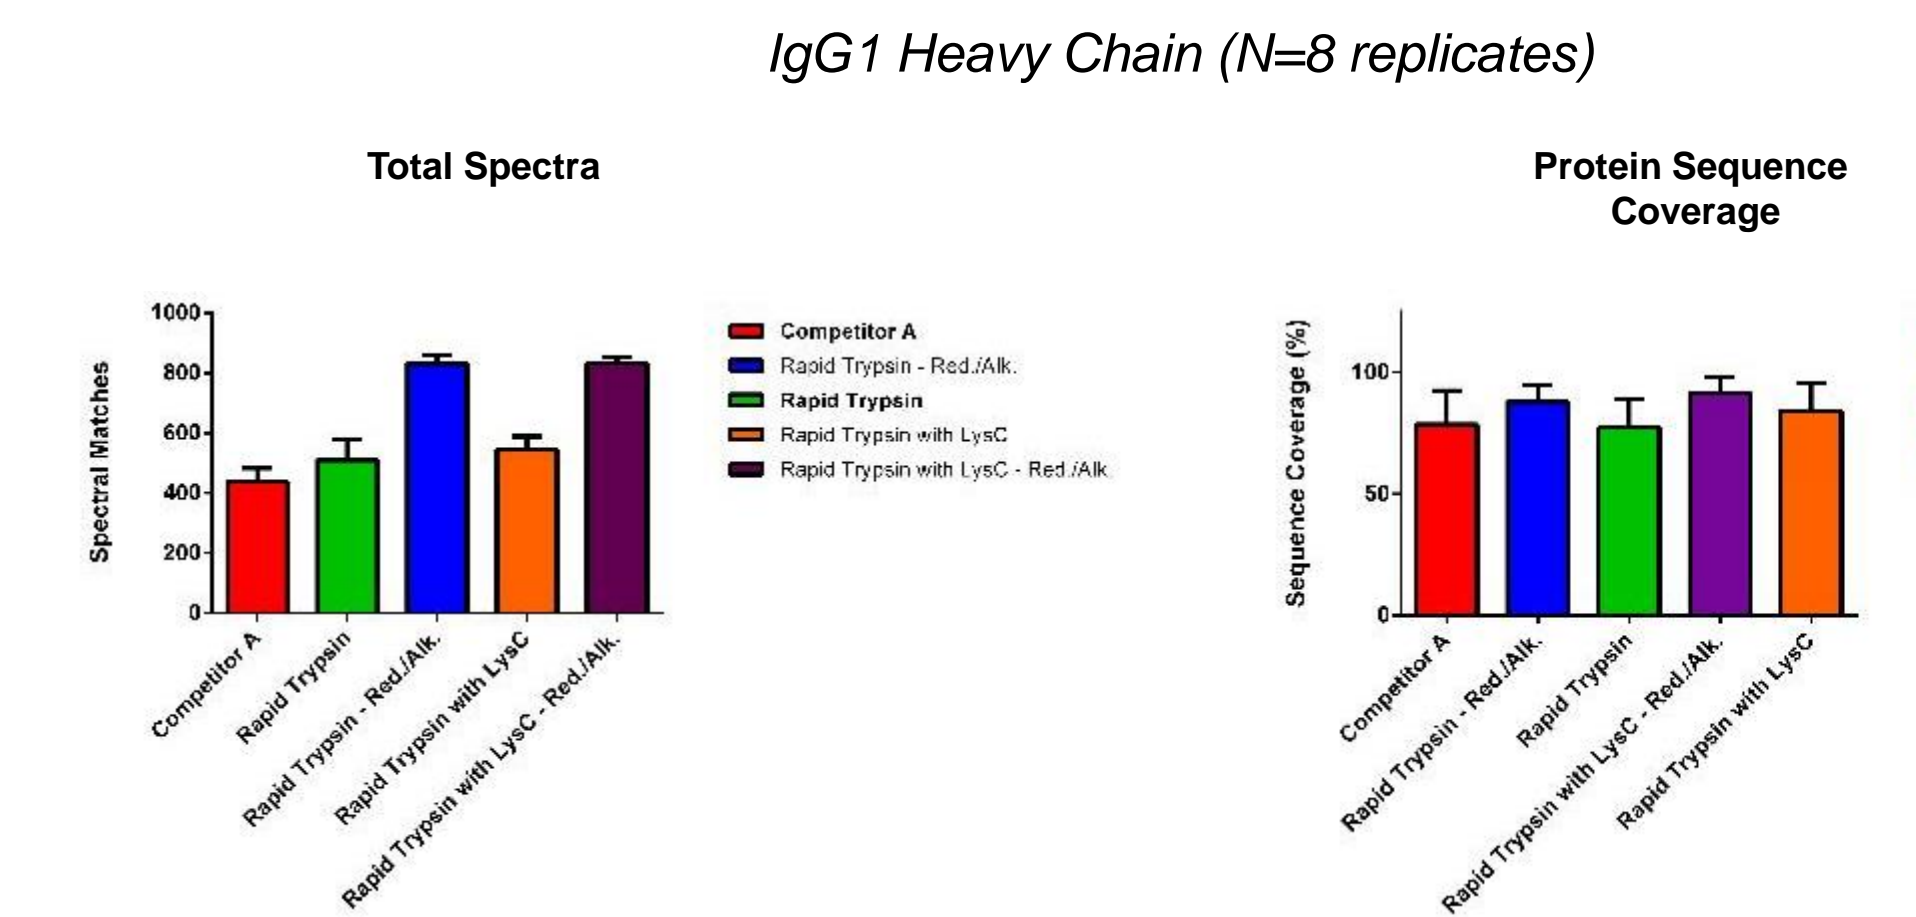 IgG1 Heavy Chain (N=8 replicates)
Total Spectra
Protein Sequence
Coverage
Spectral Matches
1000
800
600
400
200
0
Competitor A
Rapid Trypsin
Rapid Trypsin - Red./Alk.
Rapid Trypsin with LysC
Rapid Trypsin with LysC - Red./Alk.
Competitor A
Rapid Trypsin - Red./Alk.
Rapid Trypsin
Rapid Trypsin with LysC
Rapid Trypsin with LysC - Red./Alk
Sequence Coverage (%)
100
50
0
Competitor A
Rapid Trypsin - Red./Alk.
Rapid Trypsin
Rapid Trypsin with LysC - Red./Alk.
Rapid Trypsin with LysC